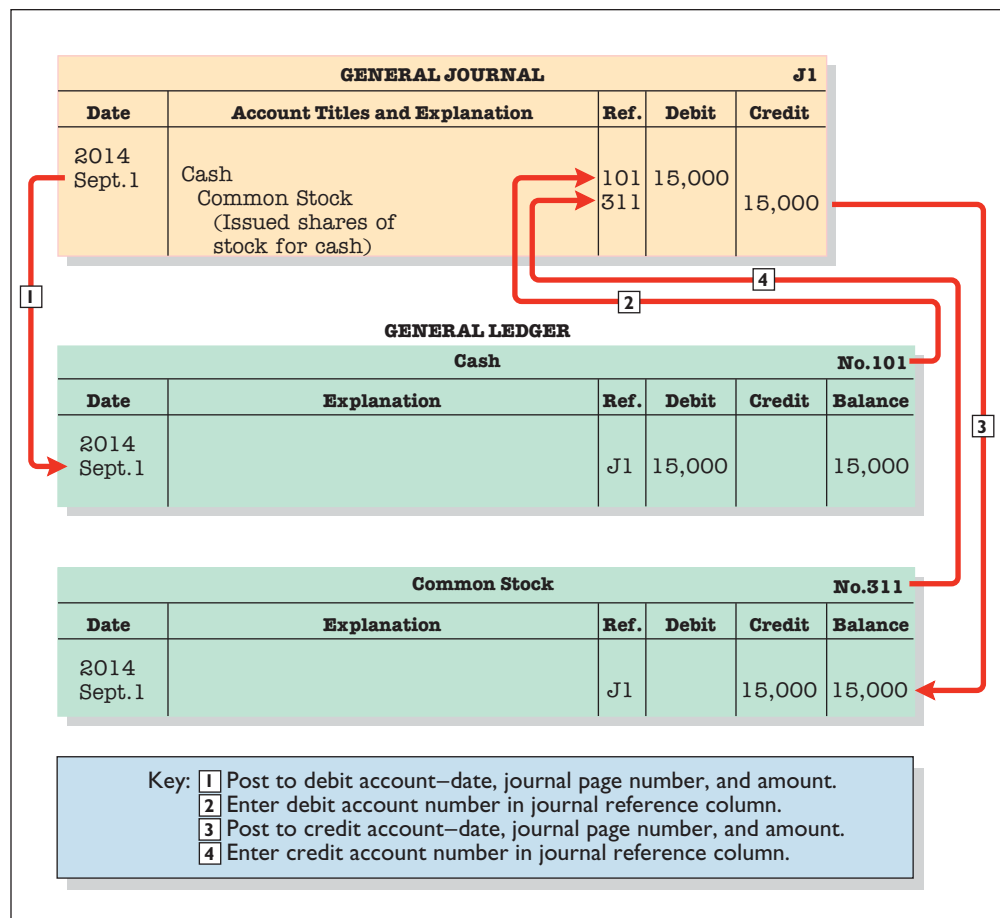 GENERAL JOURNAL J1
Date Account Titles and Explanation Ref. Debit Credit
2014
Sept.1 Cash 101 15,000
Common Stock 311 15,000
(Issued shares of
stock for cash)
1
4
2
GENERAL LEDGER
Cash No.101
Date Explanation Ref. Debit Credit Balance
3
2014
Sept.1 J1 15,000 15,000
Common Stock No.311
Date Explanation Ref. Debit Credit Balance
2014
Sept.1 J1 15,000 15,000
Key: 1 Post to debit account–date, journal page number, and amount.
2 Enter debit account number in journal reference column.
3 Post to credit account–date, journal page number, and amount.
4 Enter credit account number in journal reference column.